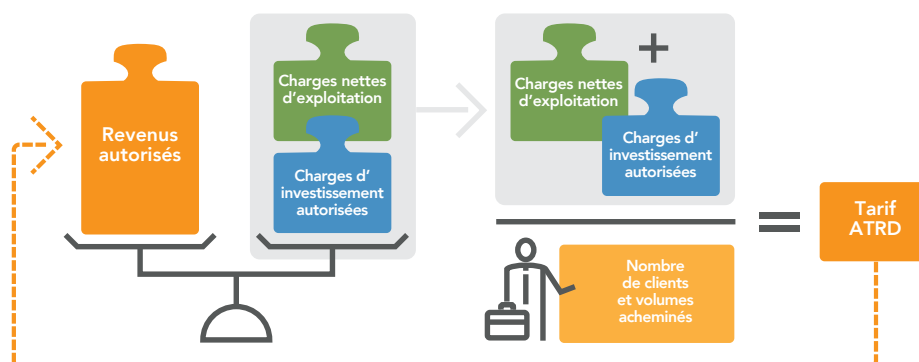 Revenus
autorisés
Charges nettes
d'exploitation
Charges d'
investissement
autorisées
Charges nettes
d'exploitation
+
Charges d'
investissement
autorisées
=
Nombre
de clients
et volumes
acheminés
Tarif
ATRD